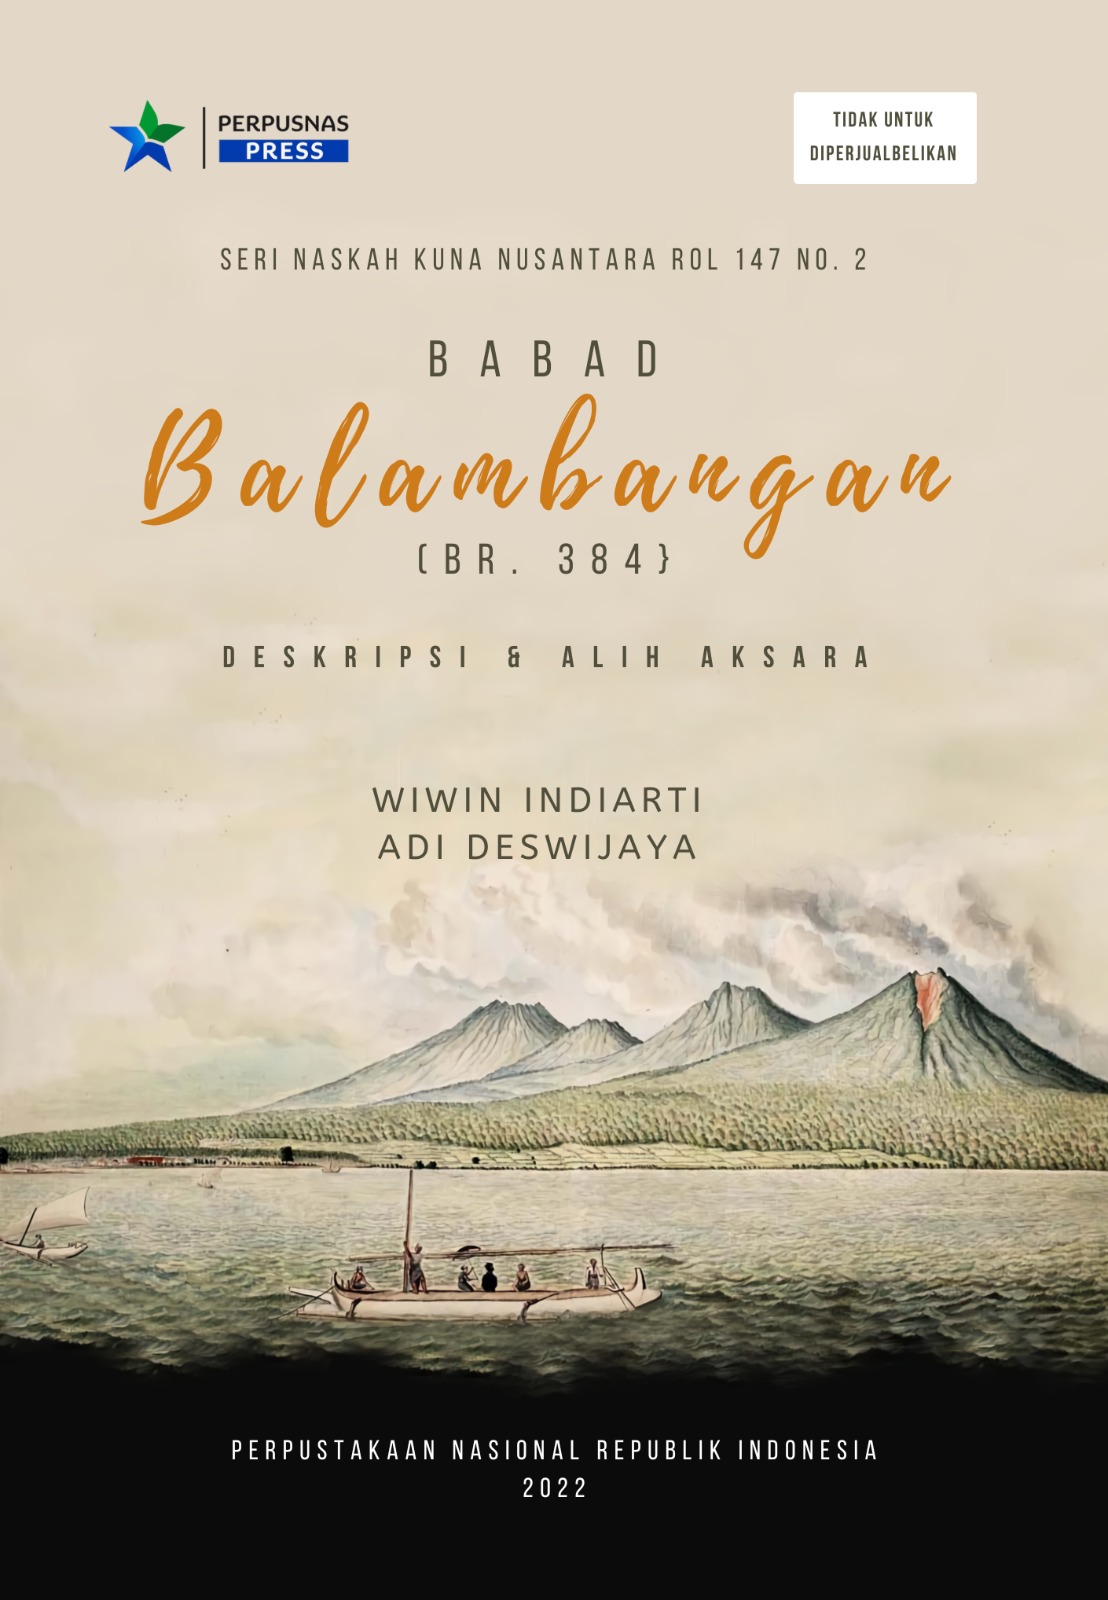 PERPUSNAS
PRESS
TIDAK UNTUK
DIPERJUALBELIKAN
SERI NASKAH KUNA NUSANTARA ROL 147 NO. 2
BABAD
Balambangan
(BR. 384}
DESKRIPSI & ALIH AKSARA
WIWIN INDIARTI
ADI DESWIJAYA
PERPUSTAKAAN NASIONAL REPUBLIK INDONESIA
2022